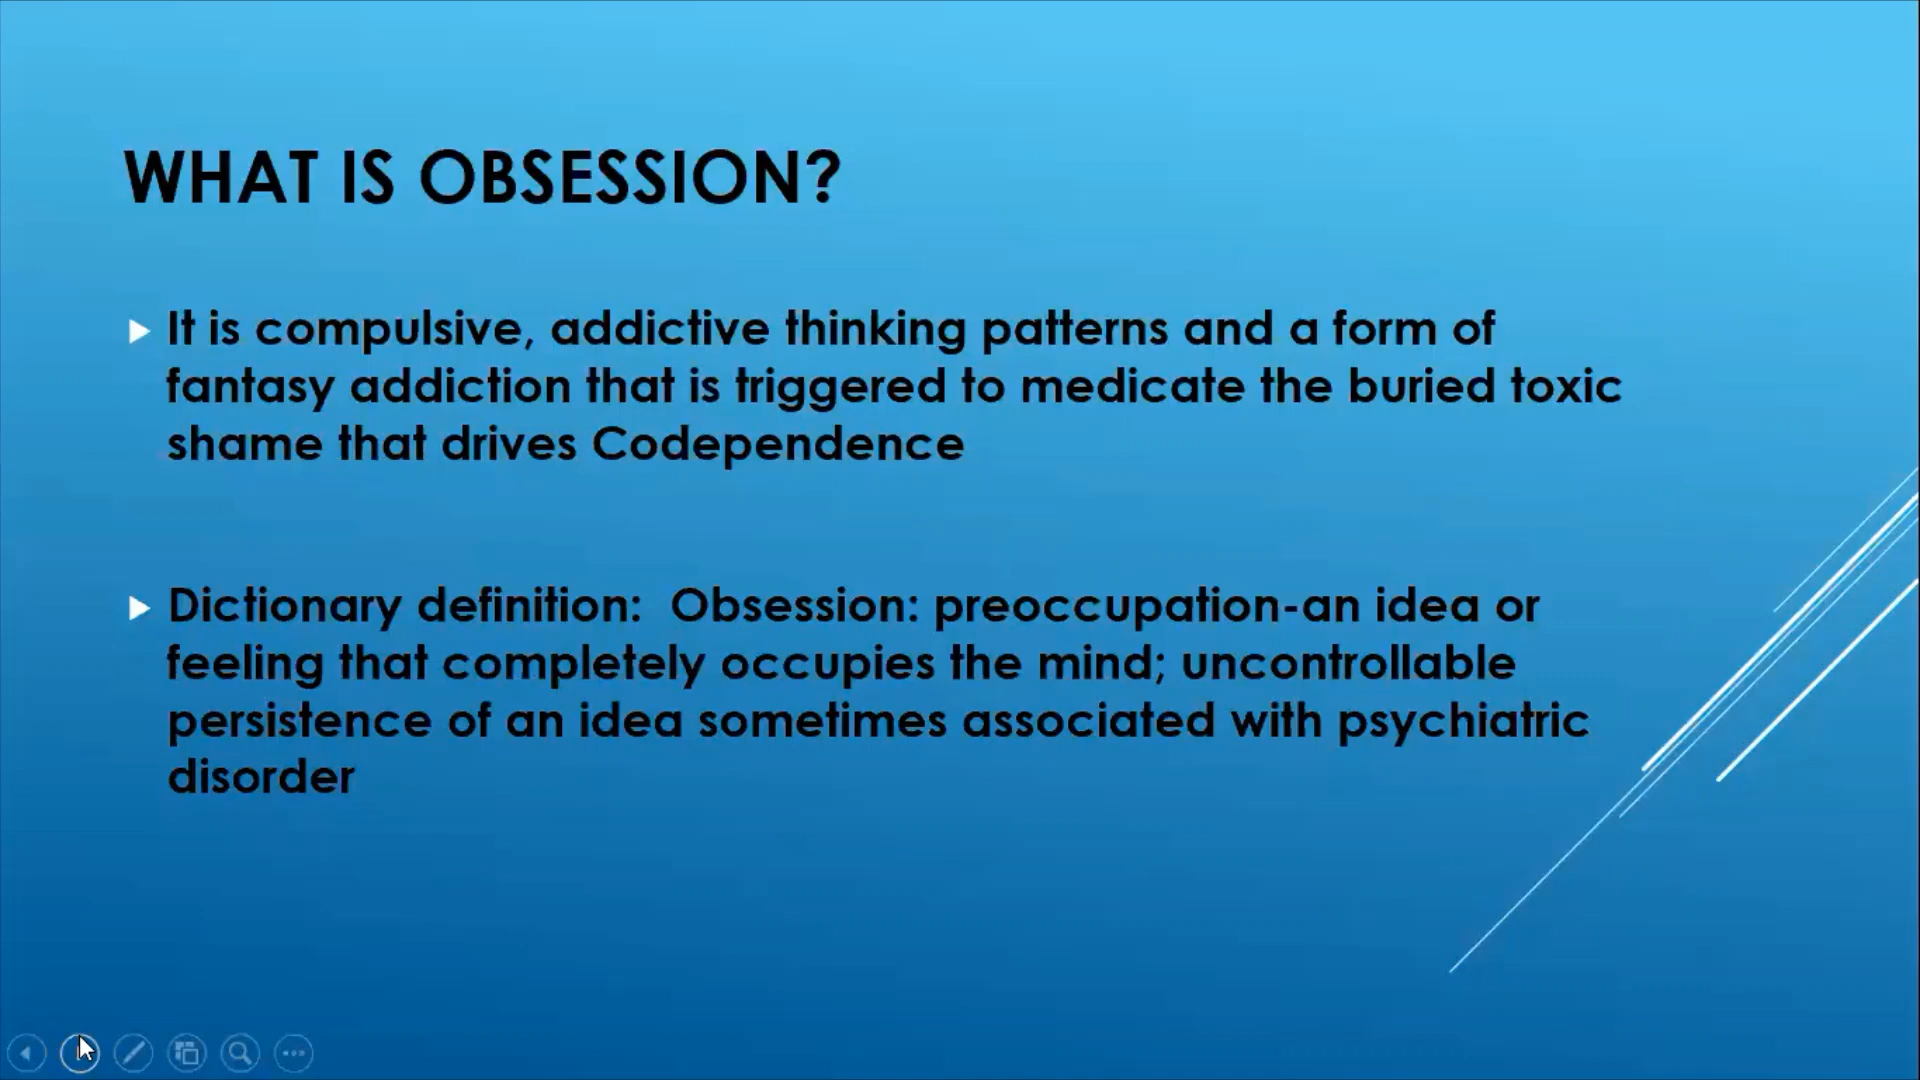 WHAT IS OBSESSION?
It is compulsive, addictive thinking patterns and a form of
fantasy addiction that is triggered to medicate the buried toxic
shame that drives Codependence
Dictionary definition:  Obsession: preoccupation-an idea or
feeling that completely occupies the mind; uncontrollable
persistence of an idea sometimes associated with psychiatric
disorder